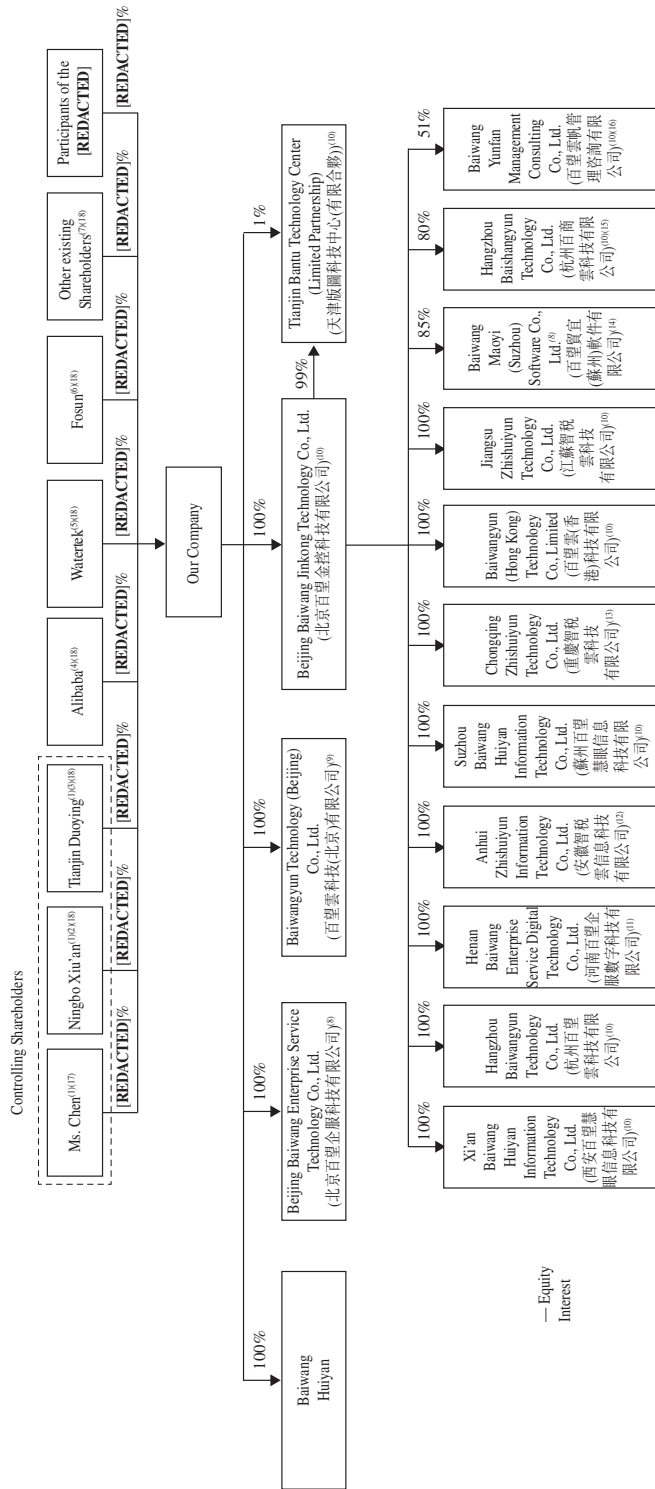 Controlling Shareholders
Ms. Chen(1)(17)
Ningbo Xiu'an(1)(2)(18)
Tianjin Duoying(1)(3)(18)
Alibaba(4)(18)
Watertek(5)(18)
Fosun(6)(18)
Other existing
Shareholders(7)(18)
Participants of the
[REDACTED]
[REDACTED]%
[REDACTED]%
[REDACTED]%
[REDACTED]%
[REDACTED]%
[REDACTED]%
[REDACTED]%
[REDACTED]%
Our Company
100%
100%
100%
100%
1%
Baiwang
Huiyan
Beijing Baiwang Enterprise Service
Technology Co., Ltd.
(北京百望企服科技有限公司)(8)
Baiwangyun Technology (Beijing)
Co., Ltd.
(百望雲科技(北京)有限公司)(9)
Beijing Baiwang Jinkong Technology Co., Ltd.
(北京百望金控科技有限公司)(10)
99%
Tianjin Bantu Technology Center
(Limited Partnership)
(天津版圖科技中心(有限合夥))(10)
100%
100%
100%
100%
100%
100%
100%
100%
85%
80%
51%
Xi'an
Baiwang
Huiyan
Information
Technology
Co., Ltd.
(西安百望慧
眼信息科技有
限公司)(10)
Hangzhou
Baiwangyun
Technology
Co., Ltd.
(杭州百望
雲科技有限
公司)(10)
Henan
Baiwang
Enterprise
Service Digital
Technology
Co., Ltd.
(河南百望企
服數字科技有
限公司)(11)
Anhui
Zhishuiyun
Information
Technology
Co., Ltd.
(安徽智税
雲信息科技
有限公司)(12)
Suzhou
Baiwang
Huiyan
Information
Technology
Co., Ltd.
(蘇州百望
慧眼信息
科技有限
公司)(10)
Chongqing
Zhishuiyun
Technology
Co., Ltd.
(重慶智税
雲科技
有限公司)(13)
Baiwangyun
(Hong Kong)
Technology
Co., Limited
(百望雲(香
港)科技有限
公司)(10)
Jiangsu
Zhishuiyun
Technology
Co., Ltd.
(江蘇智税
雲科技
有限公司)(10)
Baiwang
Maoyi
(Suzhou)
Software Co.,
Ltd.(8)
(百望貿宜
(蘇州)軟件有
限公司)(14)
Hangzhou
Baishangyun
Technology
Co., Ltd.
(杭州百商
雲科技有限
公司)(10)(15)
Baiwang
Yunfan
Management
Consulting
Co., Ltd.
(百望雲帆管
理咨詢有限
公司)(10)(16)
— Equity
Interest